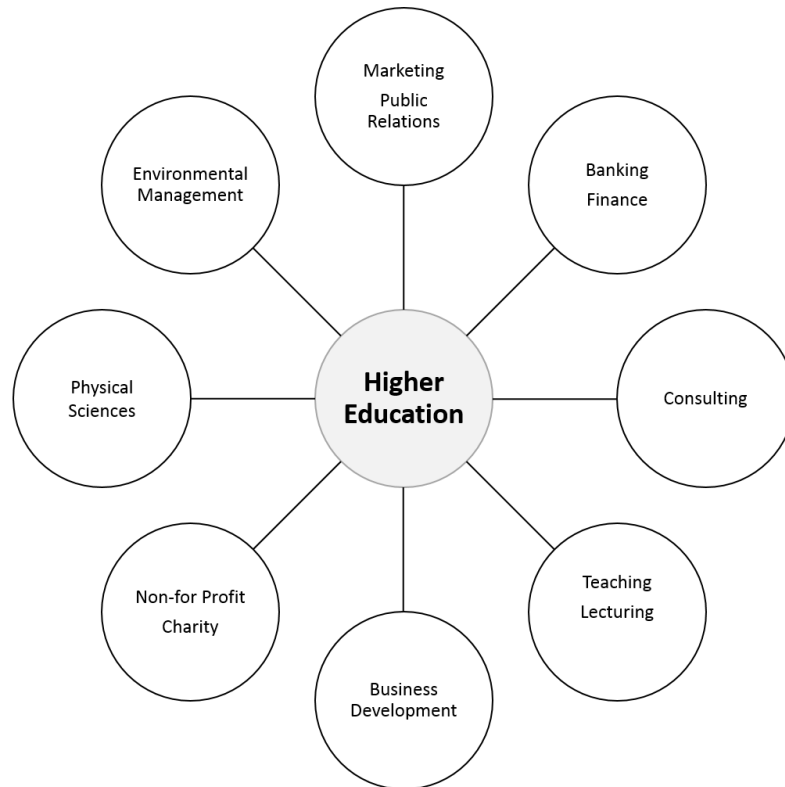 Marketing
Public
Relations
Environmental
Management
Banking
Finance
Physical
Sciences
Higher
Education
Consulting
Non-for Profit
Charity
Teaching
Lecturing
Business
Development